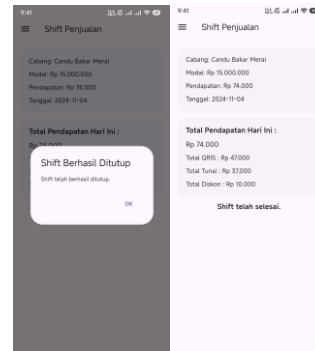 9:41
Shift Penjualan
Cabang: Candu Bakar Meral
Modal: Rp 15.000.000
Pendapatan: Rp 74.000
Tanggal: 2024-11-04
Total Pendapatan Hari Ini :
Rp 74.000
Shift Berhasil Ditutup
Shift telah berhasil ditutup.
OK
9:41
Shift Penjualan
Cabang: Candu Bakar Meral
Modal: Rp 15.000.000
Pendapatan: Rp 74.000
Tanggal: 2024-11-04
Total Pendapatan Hari Ini :
Rp 74.000
Total QRIS : Rp 47.000
Total Tunai : Rp 37.000
Total Diskon : Rp 10.000
Shift telah selesai.